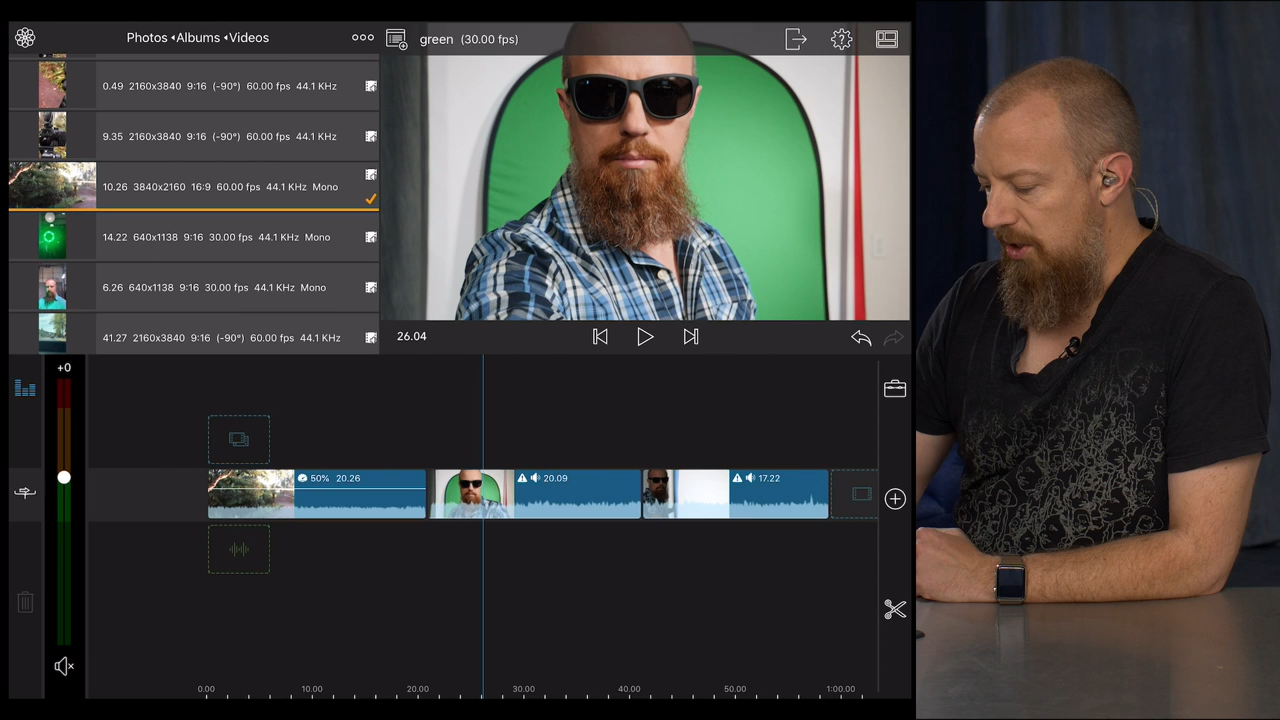 Photos ◂Albums ◂Videos
green (30.00 fps)
0.49 2160x3840 9:16 (-90°) 60.00 fps 44.1 KHz
9.35 2160x3840 9:16 (-90°) 60.00 fps 44.1 KHz
10.26 3840x2160 16:9 60.00 fps 44.1 KHz Mono
14.22 640x1138 9:16 30.00 fps 44.1 KHz Mono
6.26 640x1138 9:16 30.00 fps 44.1 KHz Mono
41.27 2160x3840 9:16 (-90°) 60.00 fps 44.1 KHz
26.04
+0
50% 20.26
20.09
17.22
0.00 10.00 20.00 30.00 40.00 50.00 1:00.00